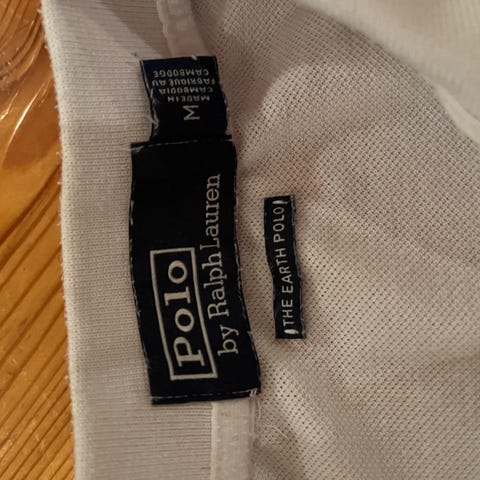 Polo
by Ralph Lauren
M
MADE IN
CAMBODIA
FABRIQUÉ AU
CAMBODGE
THE EARTH POLO